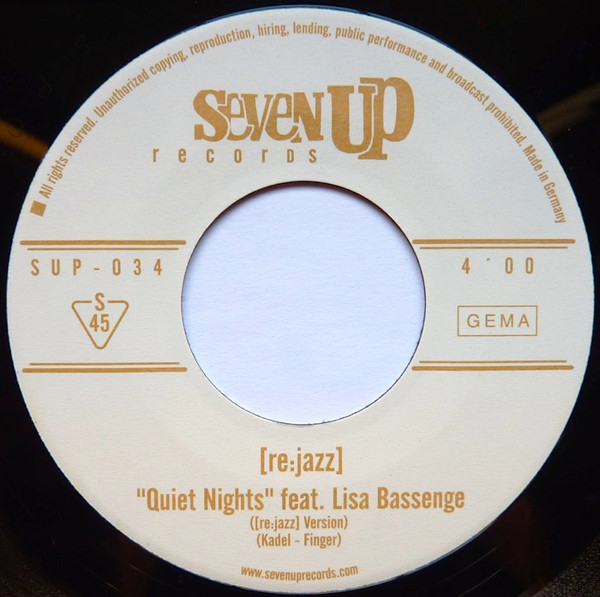 ■ All rights reserved. Unauthorized copying, reproduction, hiring, lending, public performance and broadcast prohibited. Made in Germany
SEVEN UP
records
SUP-034
4´00
S
45
GEMA
[re:jazz]
"Quiet Nights" feat. Lisa Bassenge
([re:jazz] Version)
(Kadel - Finger)
www.sevenuprecords.com